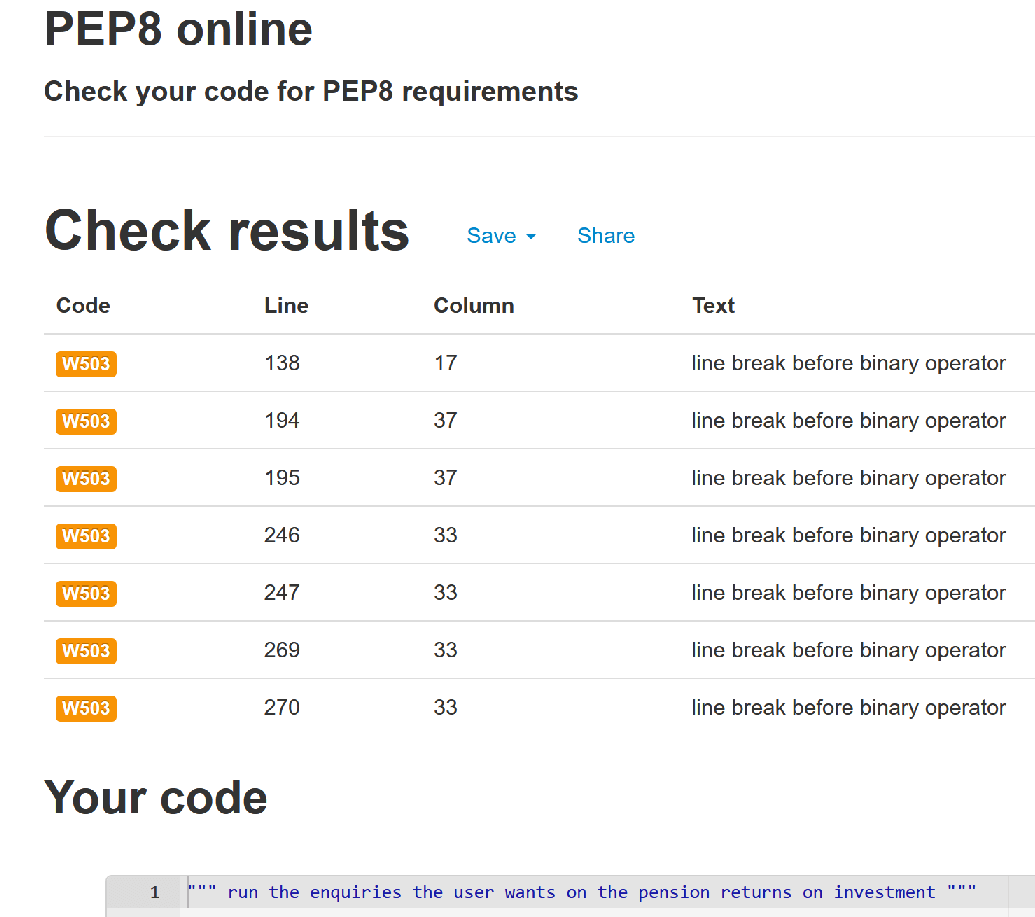 PEP8 online
Check your code for PEP8 requirements
Check results Save Share
Code Line Column Text
W503 138 17 line break before binary operator
W503 194 37 line break before binary operator
W503 195 37 line break before binary operator
W503 246 33 line break before binary operator
W503 247 33 line break before binary operator
W503 269 33 line break before binary operator
W503 270 33 line break before binary operator
Your code
1 """ run the enquiries the user wants on the pension returns on investment """